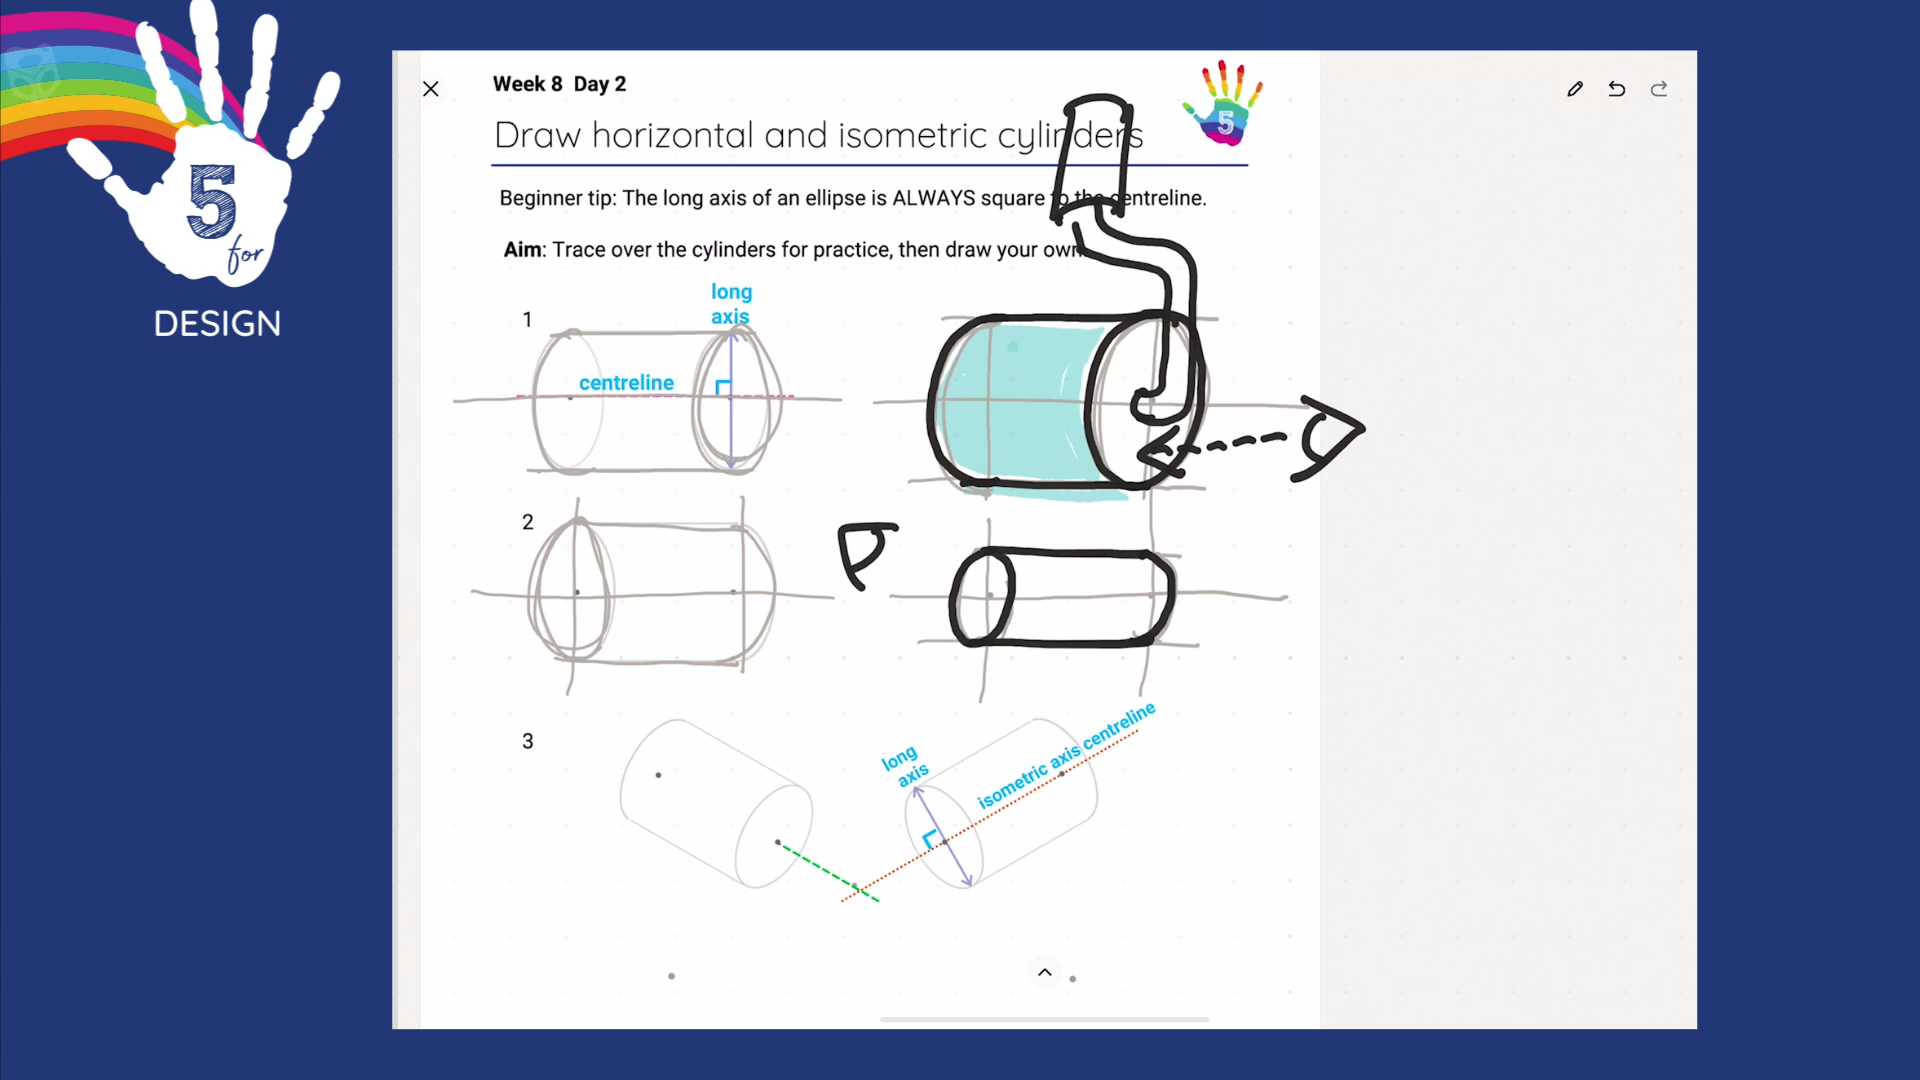 5
for
DESIGN
Week 8 Day 2
Draw horizontal and isometric cylinders
5
Beginner tip: The long axis of an ellipse is ALWAYS square to the centreline.
Aim: Trace over the cylinders for practice, then draw your own
1
long
axis
centreline
2
3
long
axis
isometric axis centreline